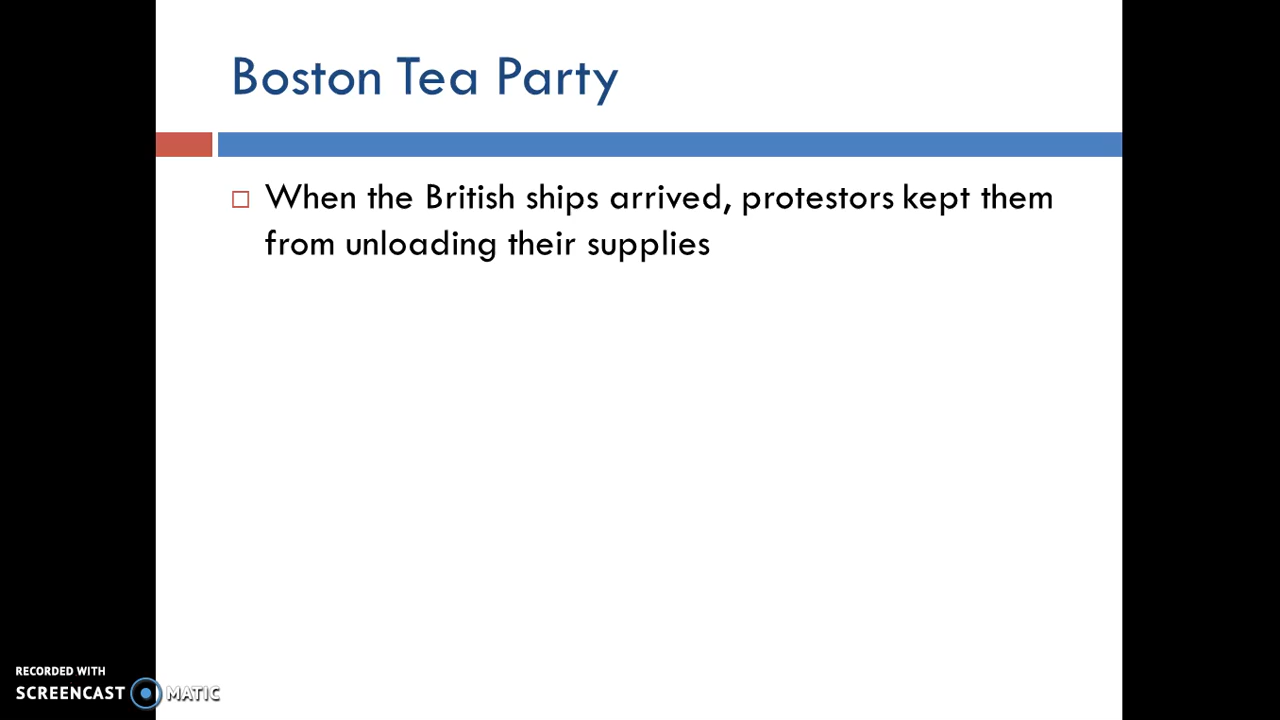 Boston Tea Party
When the British ships arrived, protestors kept them
from unloading their supplies
RECORDED WITH
SCREENCAST MATIC